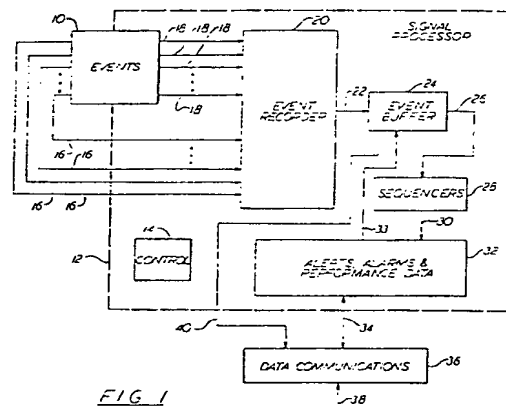 10
18 18 18
20
SIGNAL
PROCESSOR
EVENTS
EVENT
RECORDER
22
24
EVENT
BUFFER
26
18
16 16
16 16
SEQUENCERS
28
33
30
14
CONTROL
12
ALERTS, ALARMS &
PERFORMANCE DATA
32
40
34
DATA COMMUNICATIONS
36
38
FIG 1